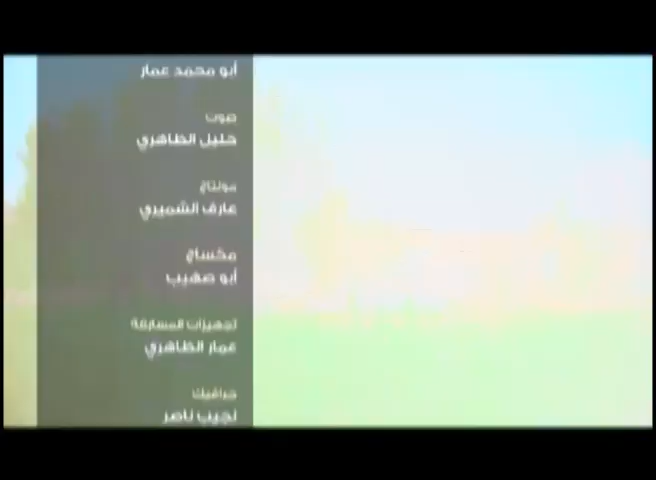 أبو محمد عمار
صوت
خليل الظاهري
مونتاج
عارف الشميري
مكساج
أبو صهيب
تجهيزات المسابقة
عمار الظاهري
جرافيك
نجيب ناصر